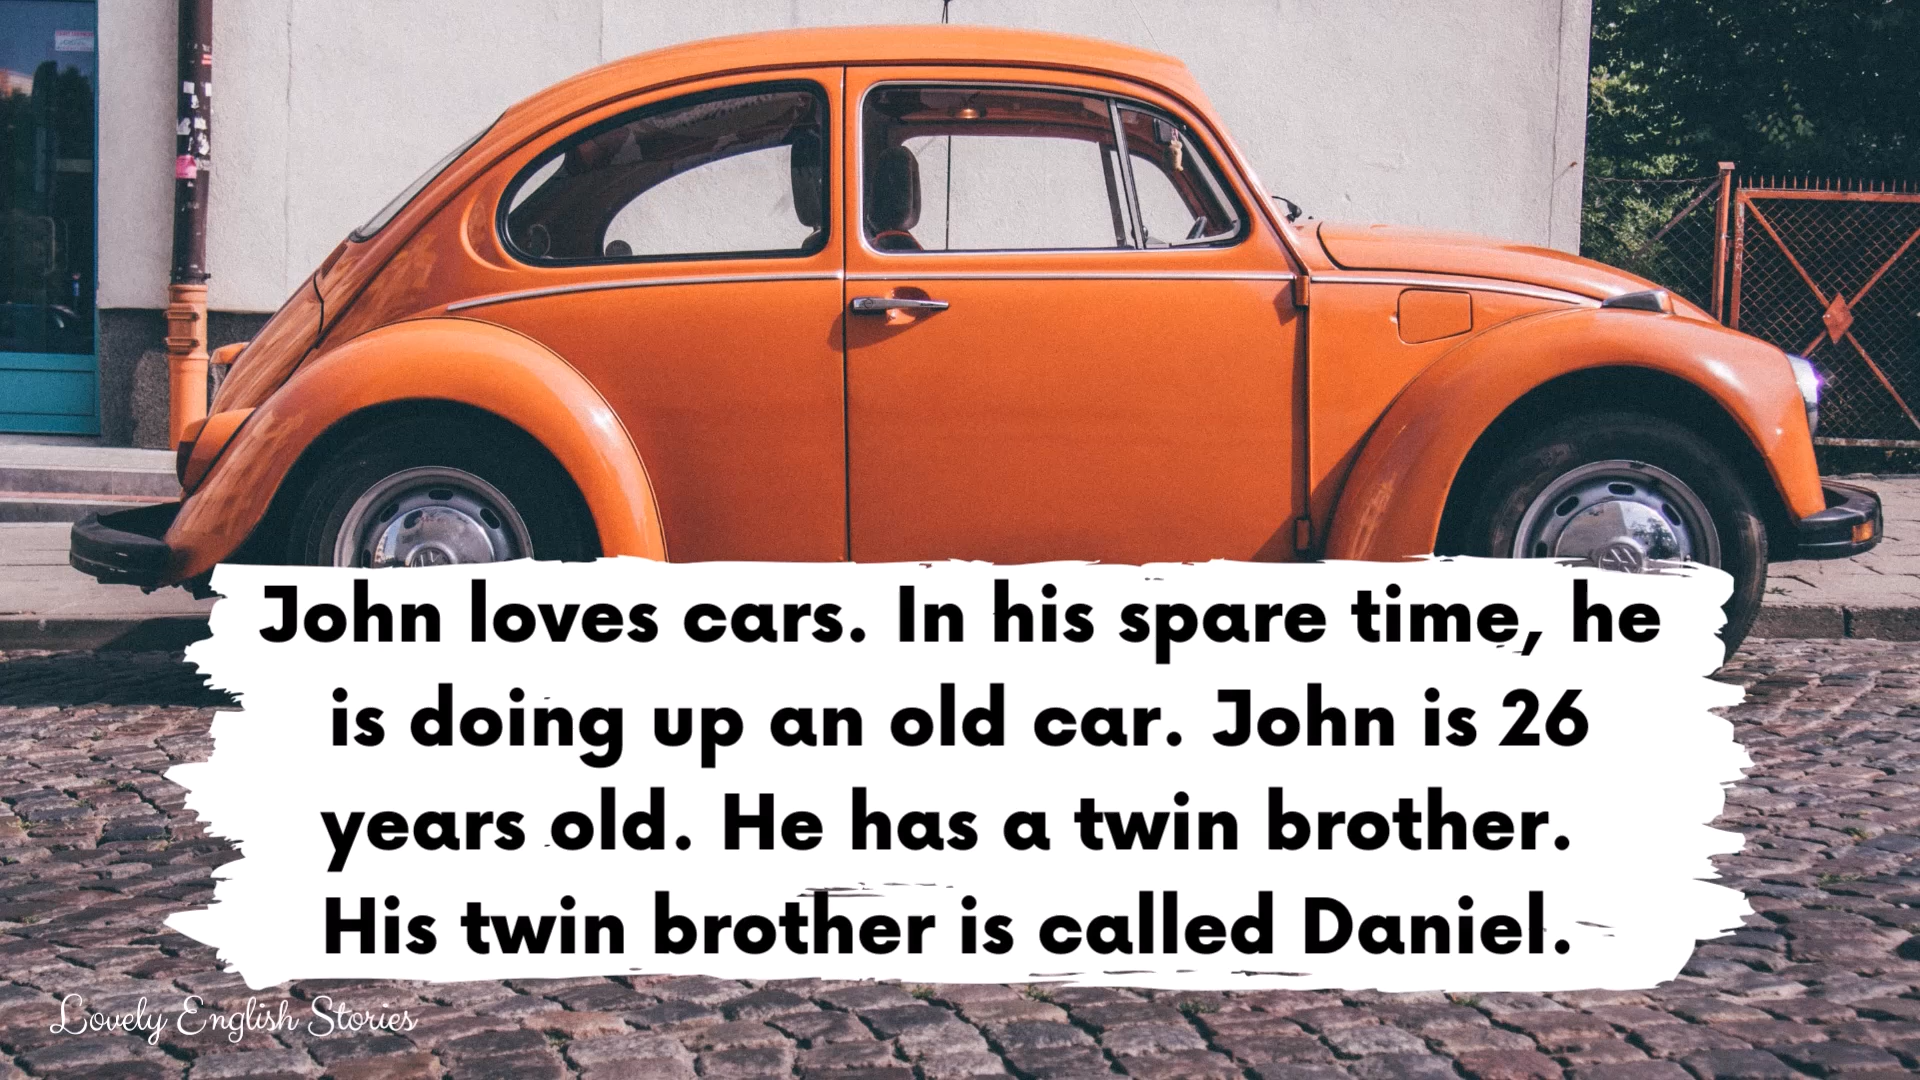 John loves cars. In his spare time, he
is doing up an old car. John is 26
years old. He has a twin brother.
His twin brother is called Daniel.
Lovely English Stories